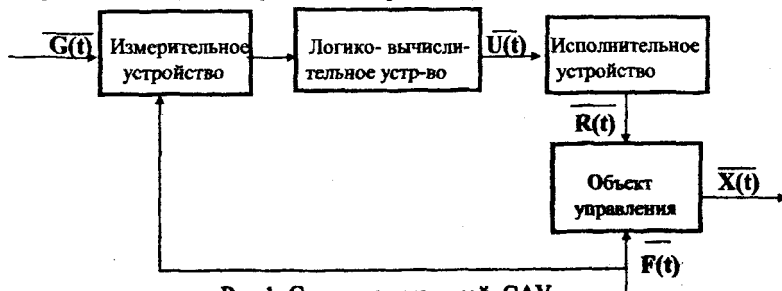 G(t)
Измерительное
устройство
Логико- вычисли-
тельное устр-во
U(t)
Исполнительное
устройство
R(t)
Объект
управления
X(t)
F(t)